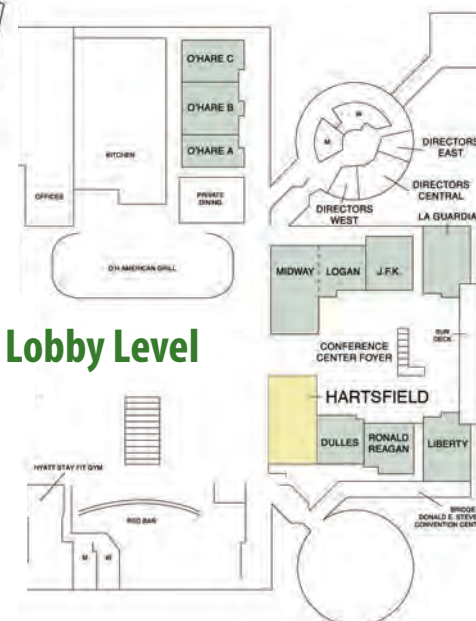 O'HARE C
O'HARE B
O'HARE A
KITCHEN
OFFICES
PRIVATE
DINING
M
W
DIRECTORS
EAST
DIRECTORS
CENTRAL
DIRECTORS
WEST
LA GUARDIA
O'H AMERICAN GRILL
MIDWAY
LOGAN
J.F.K.
Lobby Level
CONFERENCE
CENTER FOYER
SUN
DECK
HARTSFIELD
DULLES
RONALD
REAGAN
LIBERTY
HYATT STAY FIT GYM
RED BAR
M
W
BRIDGE
DONALD E. STEVE
CONVENTION CENT